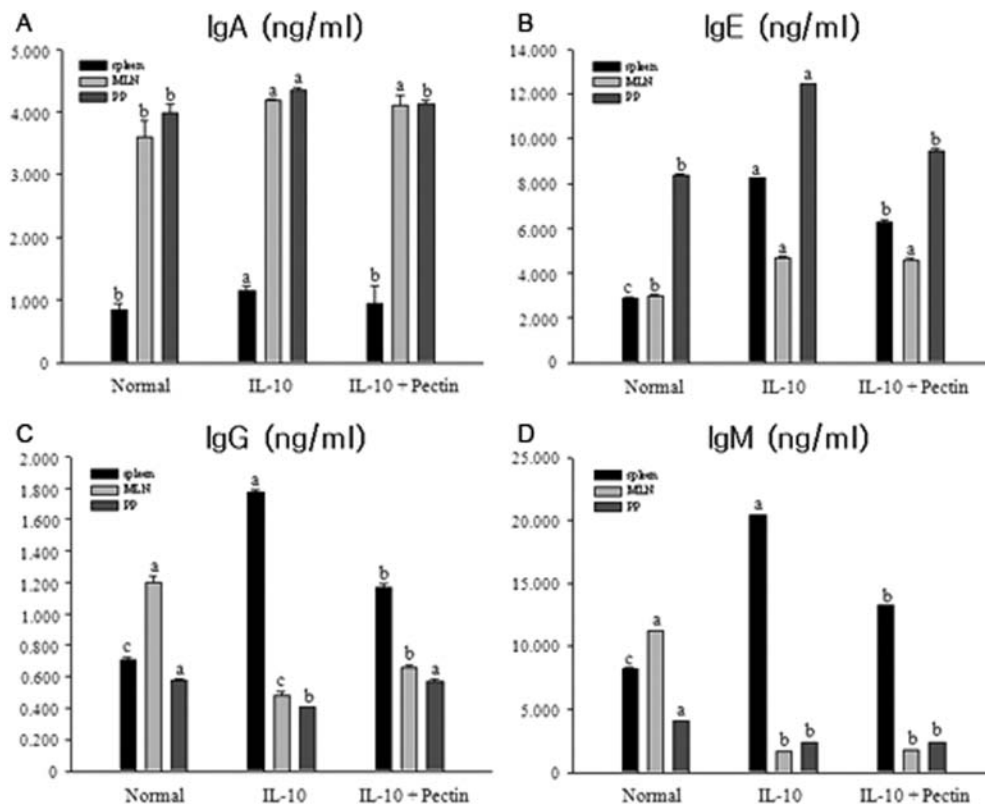 A
IgA (ng/ml)
5.000
4.000
3.000
2.000
1.000
0
spleen
MLN
PP
b
b
b
a
a
a
b
a
b
Normal
IL-10
IL-10 + Pectin
B
IgE (ng/ml)
14.000
12.000
10.000
8.000
6.000
4.000
2.000
0
spleen
MLN
PP
c
b
b
a
a
a
b
a
b
Normal
IL-10
IL-10 + Pectin
C
IgG (ng/ml)
2.000
1.800
1.600
1.400
1.200
1.000
0.800
0.600
0.400
0.200
0
spleen
MLN
PP
c
a
a
a
c
b
b
b
a
Normal
IL-10
IL-10 + Pectin
D
IgM (ng/ml)
25.000
20.000
15.000
10.000
5.000
0
spleen
MLN
PP
c
a
a
a
b
b
b
b
b
Normal
IL-10
IL-10 + Pectin